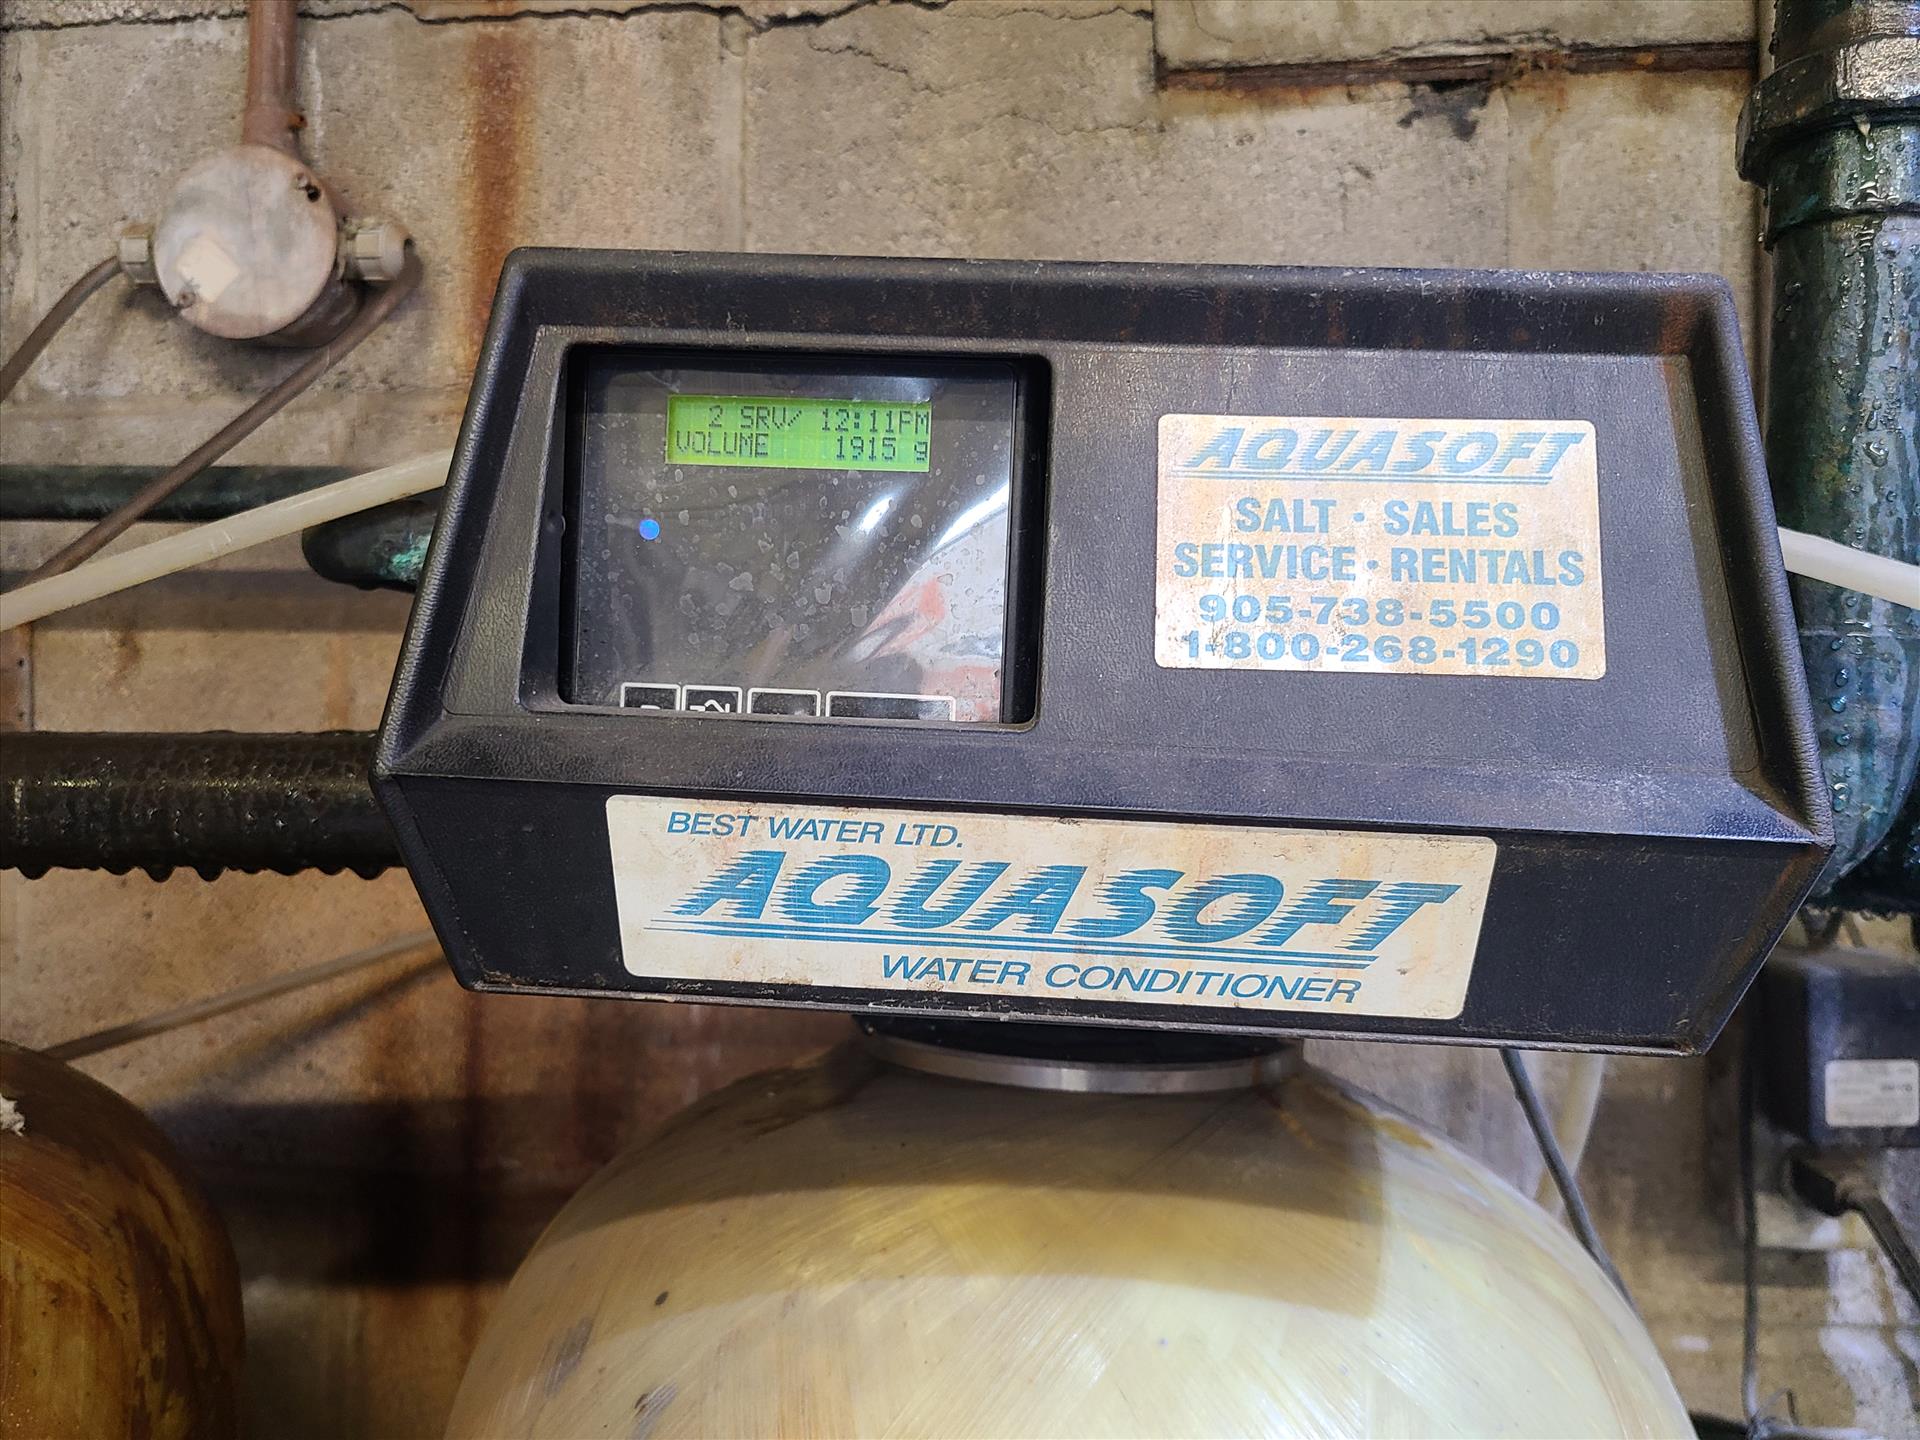 2 SRV/ 12:11PM
VOLUME 1915 g
AQUASOFT
SALT · SALES
SERVICE · RENTALS
905-738-5500
1-800-268-1290
BEST WATER LTD.
AQUASOFT
WATER CONDITIONER